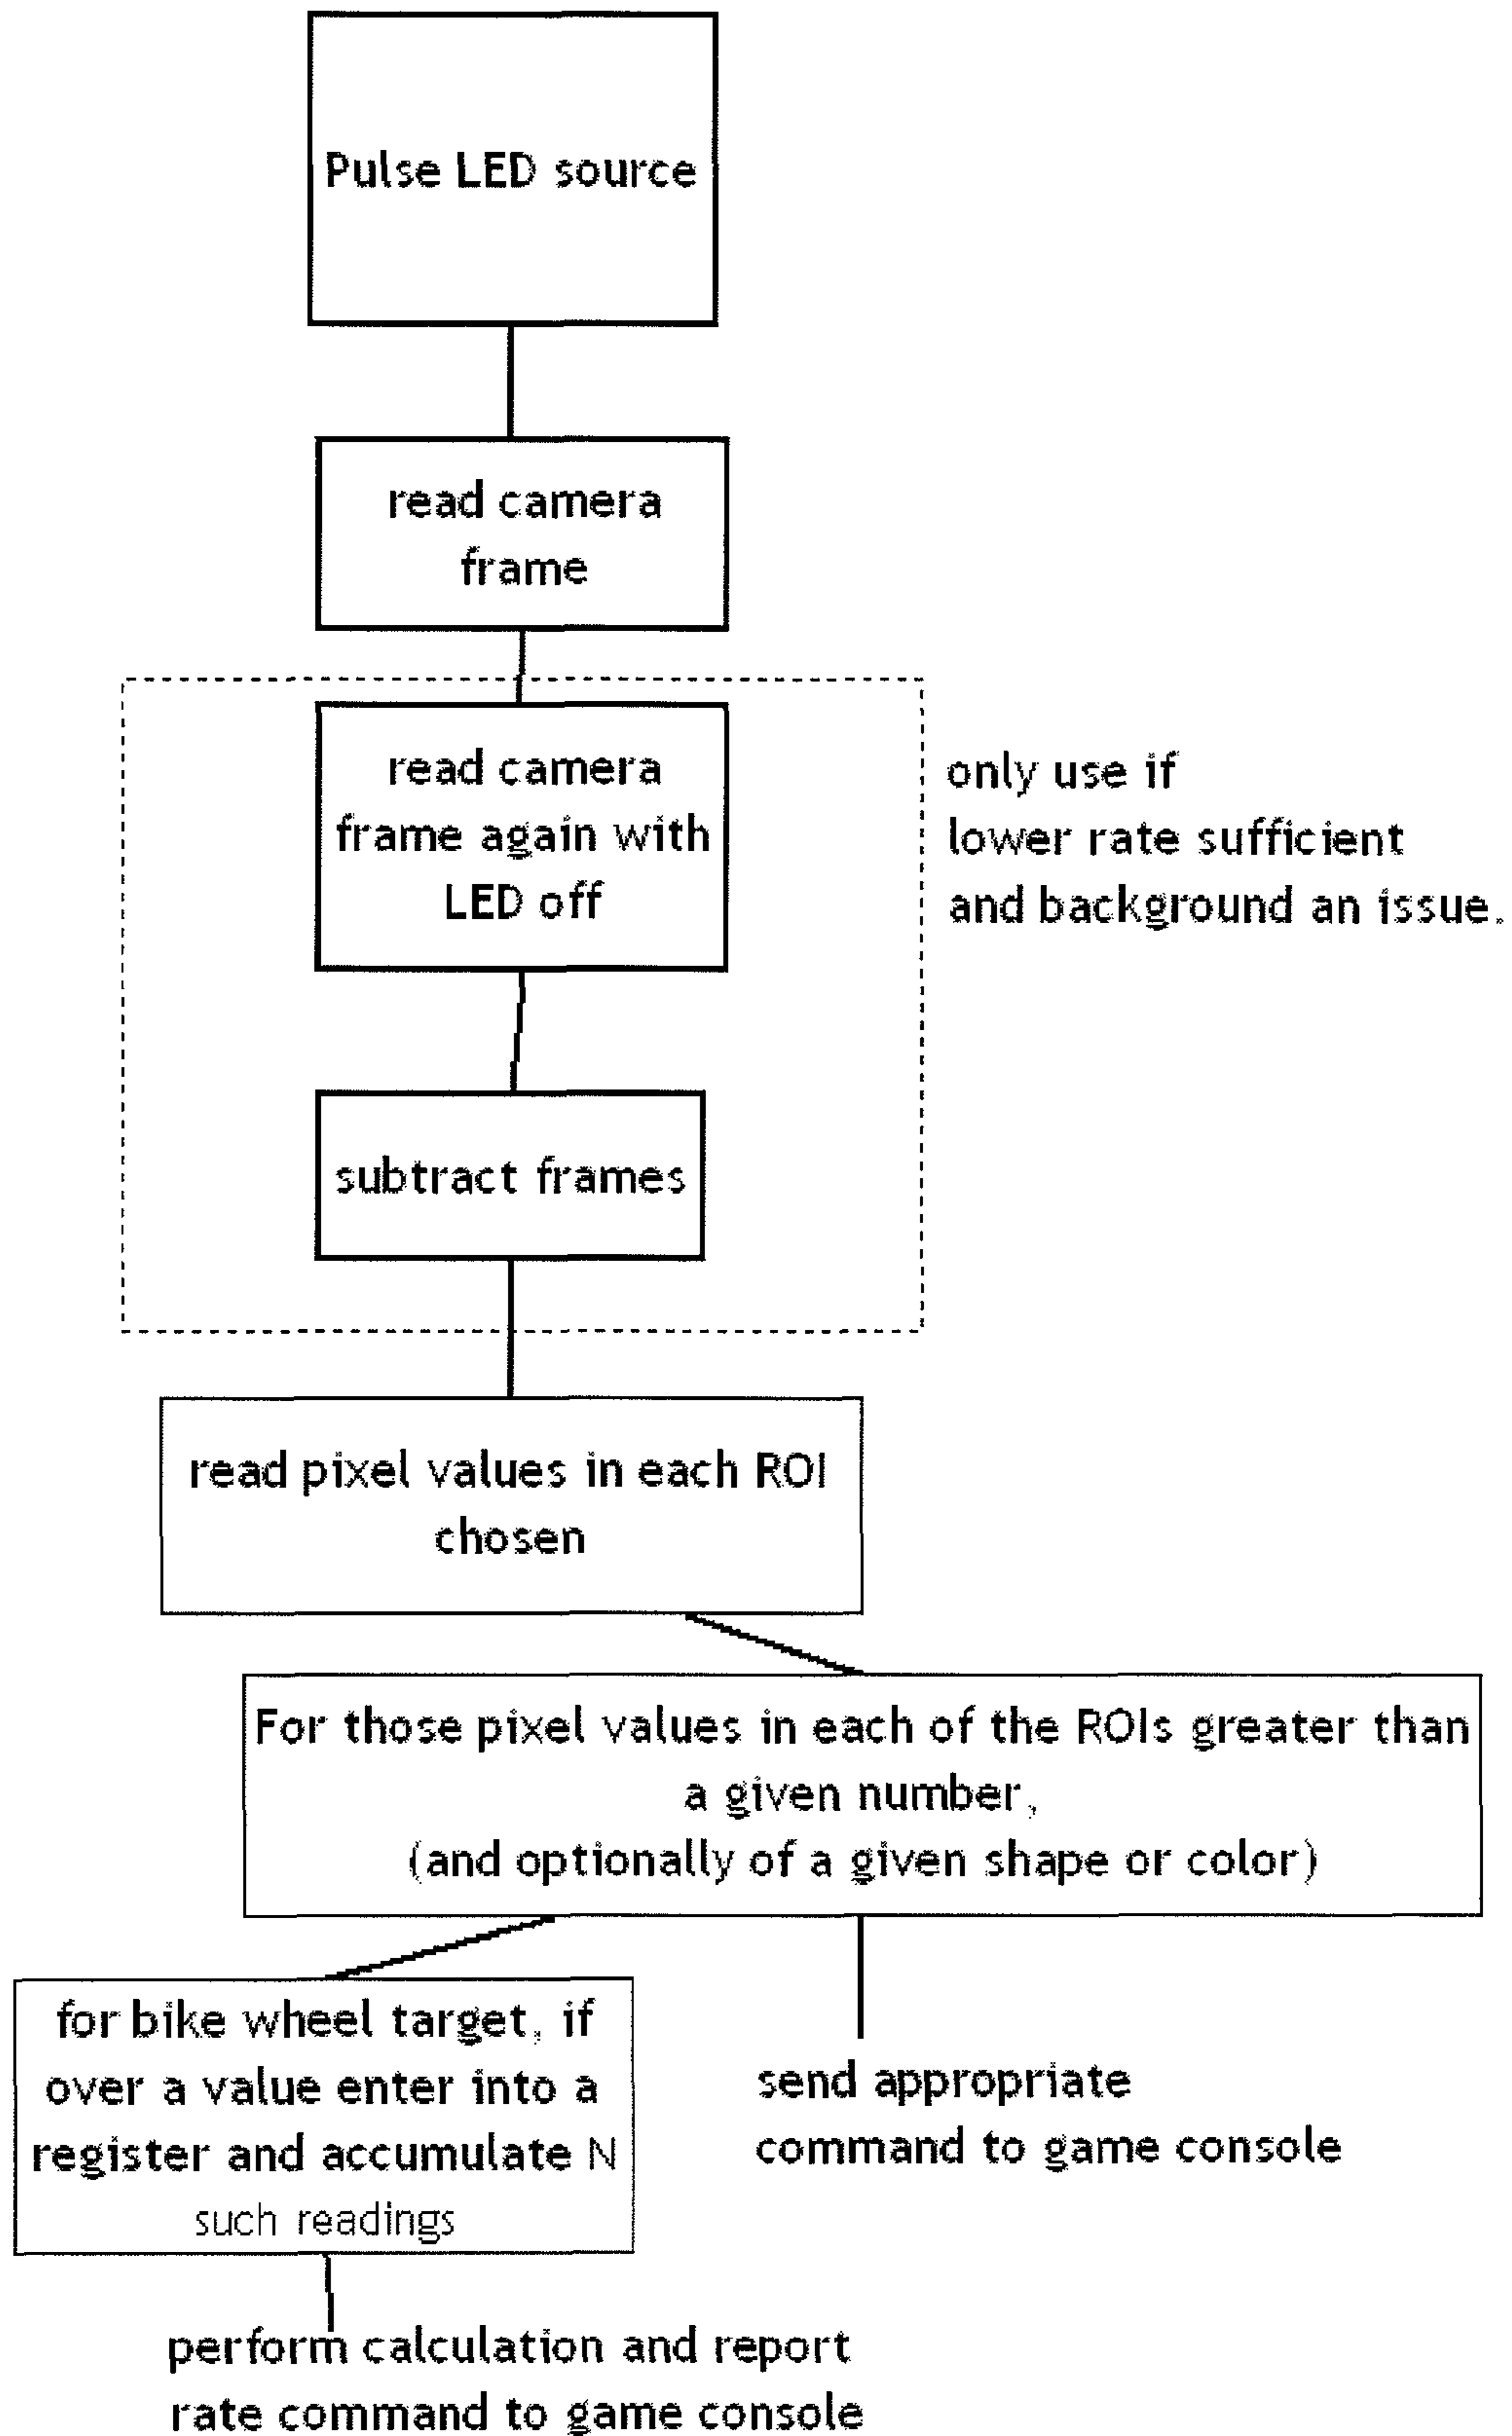 Pulse LED source
read camera
frame
read camera
frame again with
LED off
only use if
lower rate sufficient
and background an issue.
subtract frames
read pixel values in each ROI
chosen
For those pixel values in each of the ROIs greater than
a given number,
(and optionally of a given shape or color)
for bike wheel target, if
over a value enter into a
register and accumulate N
such readings
send appropriate
command to game console
perform calculation and report
rate command to game console